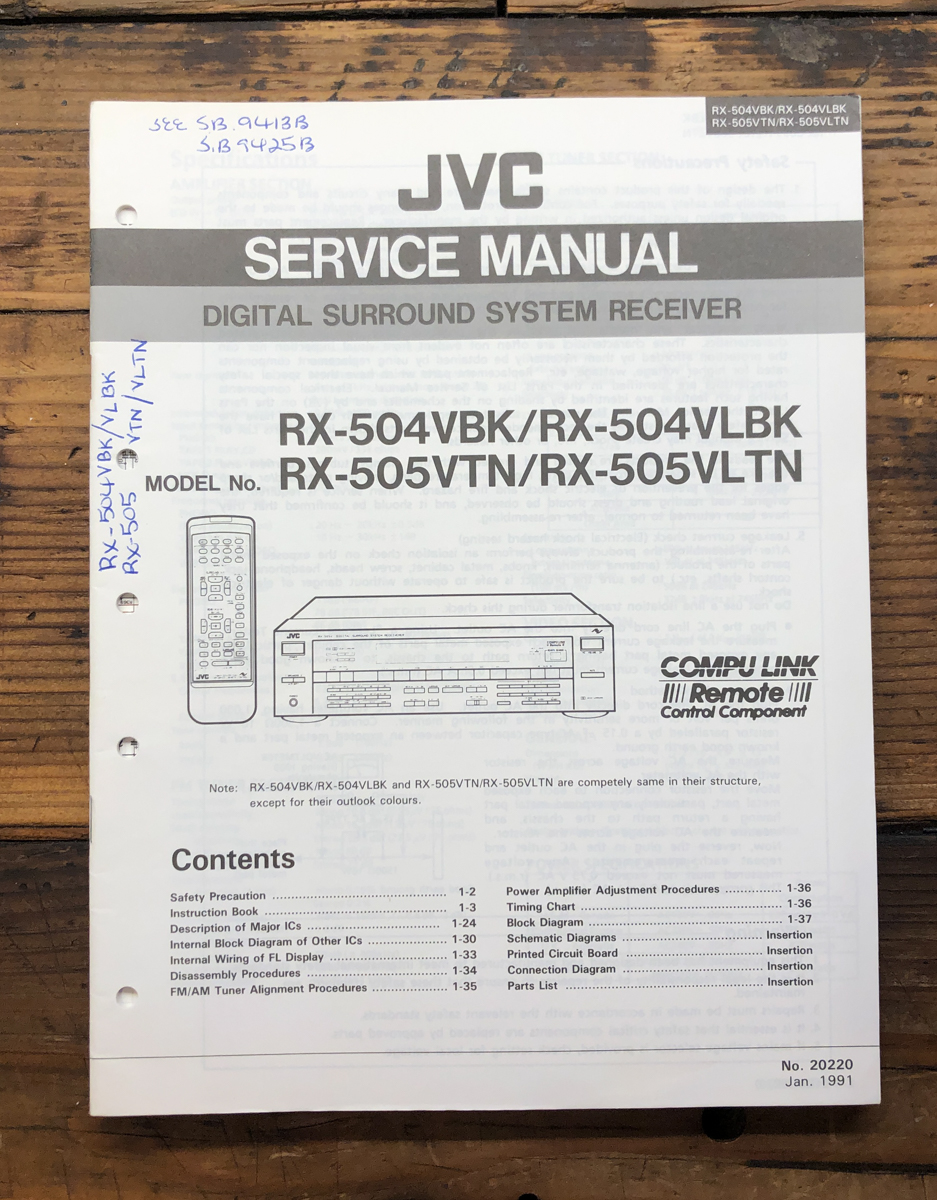 SEE SB.9413B
S.B 9425B
RX-504VBK/RX-504VLBK
RX-505VTN/RX-505VLTN
JVC
SERVICE MANUAL
DIGITAL SURROUND SYSTEM RECEIVER
RX-504VBK/VLBK
RX-505 VTN/VLTN
RX-504VBK/RX-504VLBK
MODEL No. RX-505VTN/RX-505VLTN
JVC
JVC
COMPU LINK
Remote
Control Component
Note: RX-504VBK/RX-504VLBK and RX-505VTN/RX-505VLTN are competely same in their structure,
except for their outlook colours.
Contents
Safety Precaution 1-2
Instruction Book 1-3
Description of Major ICs 1-24
Internal Block Diagram of Other ICs 1-30
Internal Wiring of FL Display 1-33
Disassembly Procedures 1-34
FM/AM Tuner Alignment Procedures 1-35
Power Amplifier Adjustment Procedures 1-36
Timing Chart 1-36
Block Diagram 1-37
Schematic Diagrams Insertion
Printed Circuit Board Insertion
Connection Diagram Insertion
Parts List Insertion
No. 20220
Jan. 1991